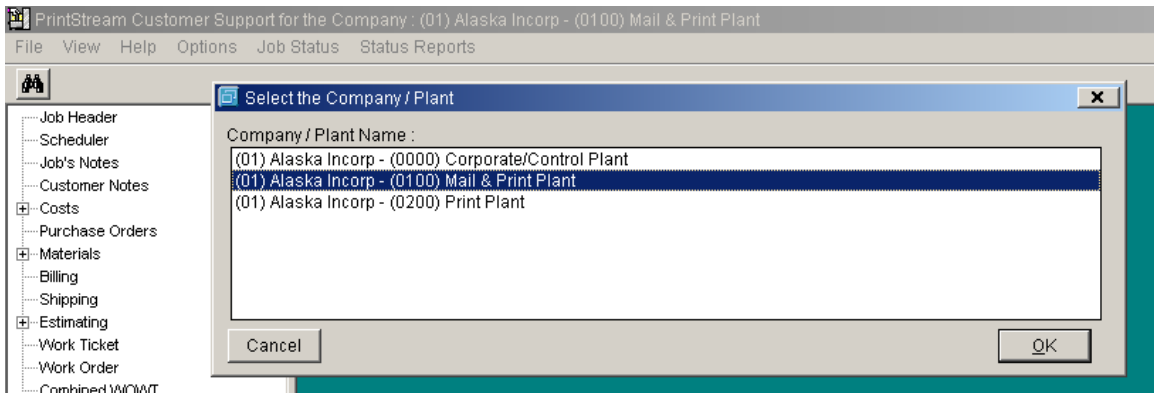 PrintStream Customer Support for the Company : (01) Alaska Incorp - (0100) Mail & Print Plant
File View Help Options Job Status Status Reports
Select the Company / Plant
Company / Plant Name :
(01) Alaska Incorp - (0000) Corporate/Control Plant
(01) Alaska Incorp - (0100) Mail & Print Plant
(01) Alaska Incorp - (0200) Print Plant
Cancel OK
Job Header
Scheduler
Job's Notes
Customer Notes
Costs
Purchase Orders
Materials
Billing
Shipping
Estimating
Work Ticket
Work Order
Combined WO/WT